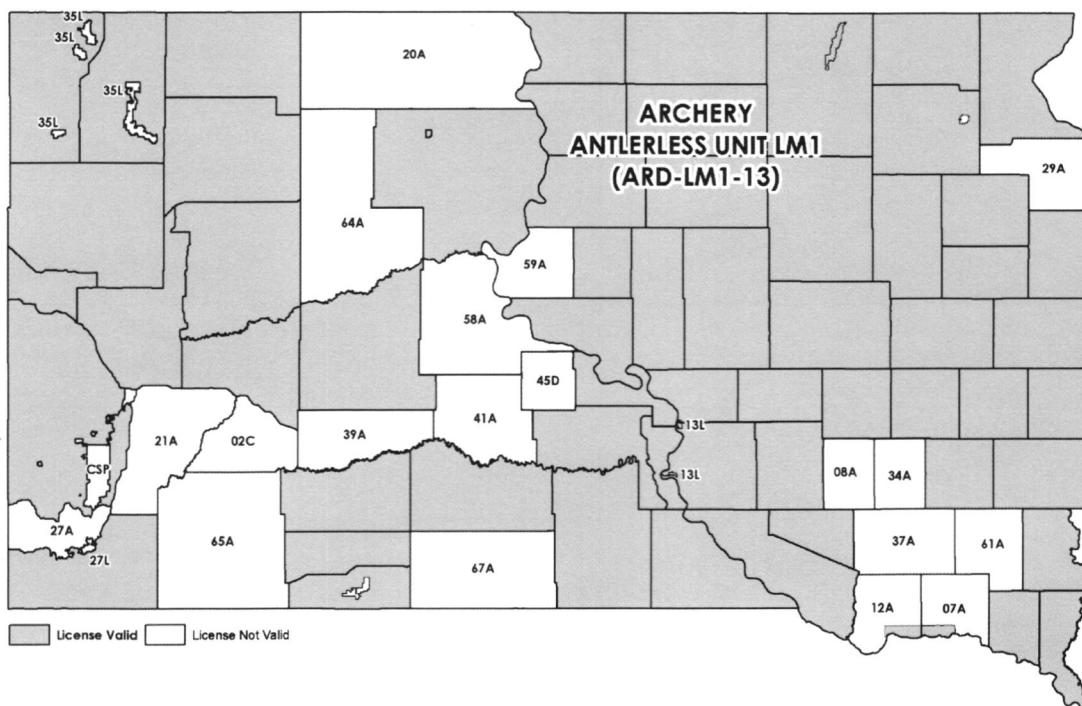 35L
35L
20A
35L
35L
ARCHERY
ANTLERLESS UNIT LM1
(ARD-LM1-13)
29A
64A
59A
58A
45D
21A
02C
39A
41A
13L
CSP
13L
08A
34A
27A
27L
65A
67A
37A
61A
12A
07A
License Valid License Not Valid